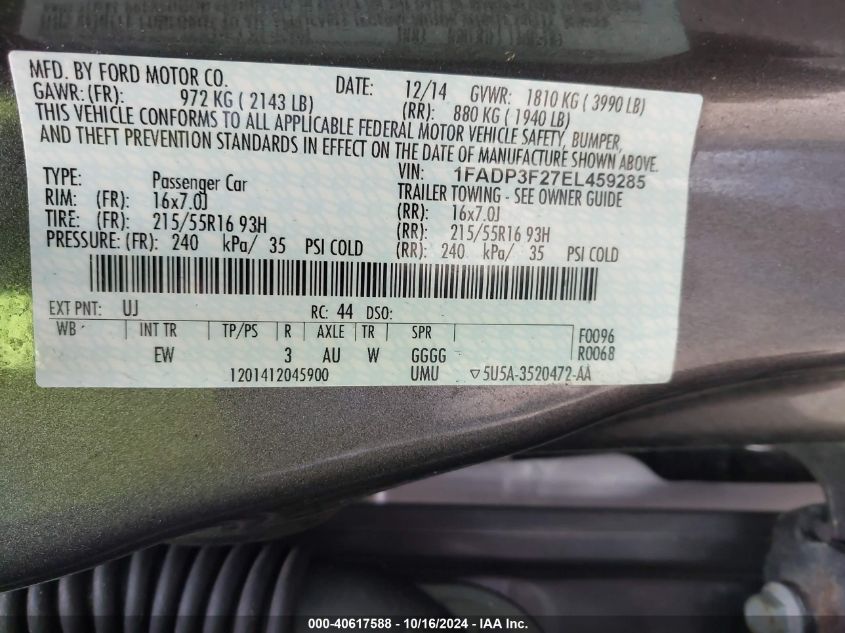 MFD. BY FORD MOTOR CO. DATE: 12/14 GVWR: 1810 KG ( 3990 LB)
GAWR: (FR): 972 KG ( 2143 LB) (RR): 880 KG ( 1940 LB)
THIS VEHICLE CONFORMS TO ALL APPLICABLE FEDERAL MOTOR VEHICLE SAFETY, BUMPER,
AND THEFT PREVENTION STANDARDS IN EFFECT ON THE DATE OF MANUFACTURE SHOWN ABOVE.
VIN: 1FADP3F27EL459285
TYPE: Passenger Car TRAILER TOWING - SEE OWNER GUIDE
RIM: (FR): 16x7.0J (RR): 16x7.0J
TIRE: (FR): 215/55R16 93H (RR): 215/55R16 93H
PRESSURE: (FR): 240 kPa/ 35 PSI COLD (RR): 240 kPa/ 35 PSI COLD
EXT PNT: UJ RC: 44 DSO:
WB INT TR TP/PS R AXLE TR SPR F0096
EW 3 AU W GGGG R0068
1201412045900 UMU ▽5U5A-3520472-AA
000-40617588 - 10/16/2024 - IAA Inc.